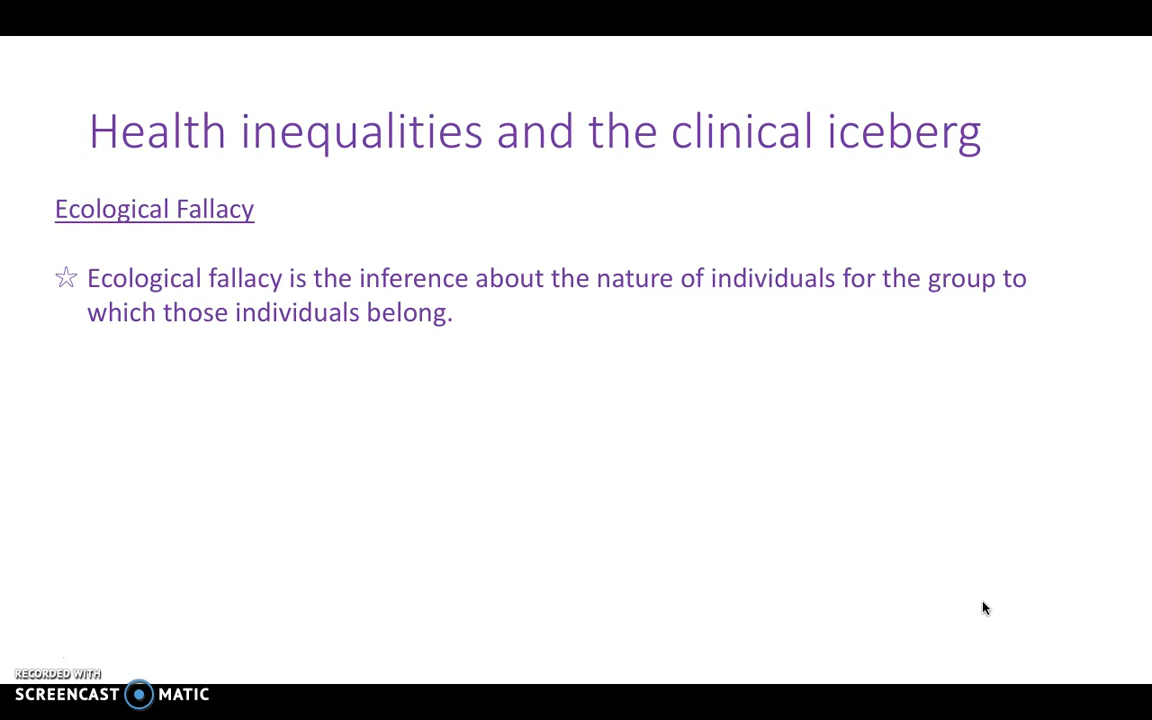 Health inequalities and the clinical iceberg
Ecological Fallacy
☆ Ecological fallacy is the inference about the nature of individuals for the group to
which those individuals belong.
RECORDED WITH
SCREENCAST MATIC